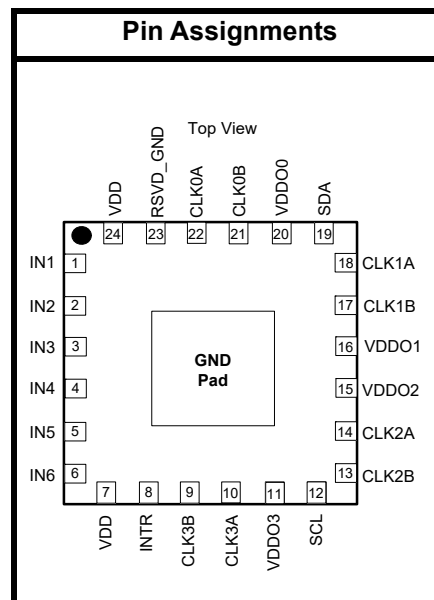 Pin Assignments
Top View
VDD
RSVD_GND
CLK0A
CLK0B
VDDO0
SDA
24 23 22 21 20 19
IN1 1
IN2 2
IN3 3
IN4 4
IN5 5
IN6 6
GND
Pad
18 CLK1A
17 CLK1B
16 VDDO1
15 VDDO2
14 CLK2A
13 CLK2B
7 8 9 10 11 12
VDD
INTR
CLK3B
CLK3A
VDDO3
SCL